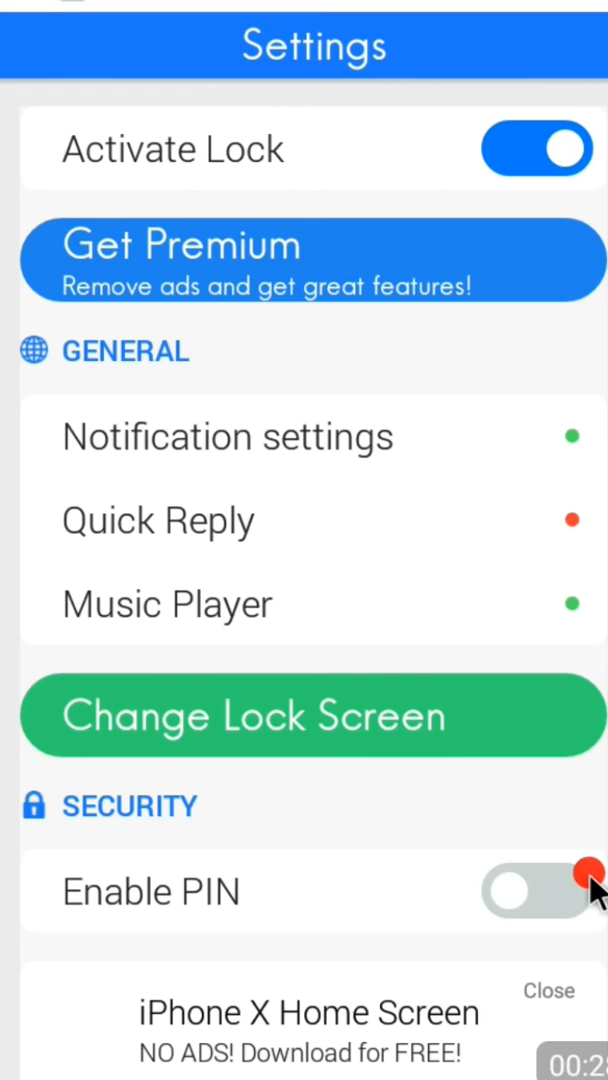 Settings
Activate Lock
Get Premium
Remove ads and get great features!
GENERAL
Notification settings
Quick Reply
Music Player
Change Lock Screen
SECURITY
Enable PIN
Close
iPhone X Home Screen
NO ADS! Download for FREE!